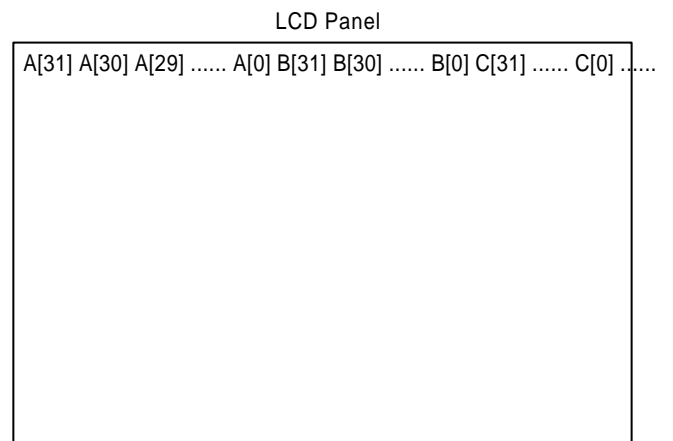 LCD Panel
A[31] A[30] A[29] ...... A[0] B[31] B[30] ...... B[0] C[31] ...... C[0] ......